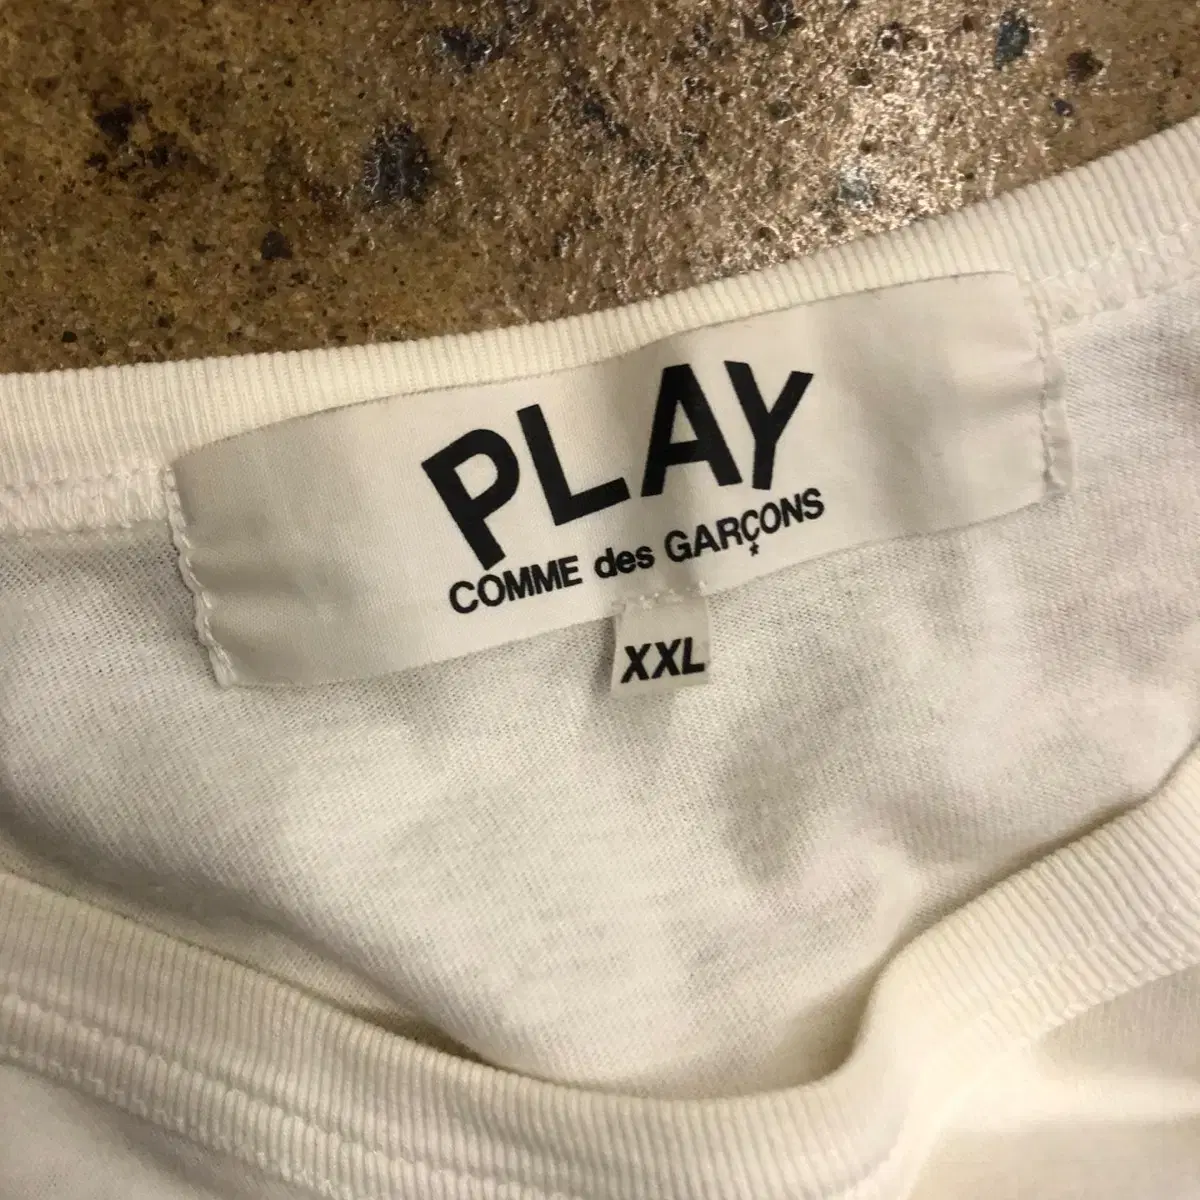 PLAY
COMME des GARÇONS
*
XXL